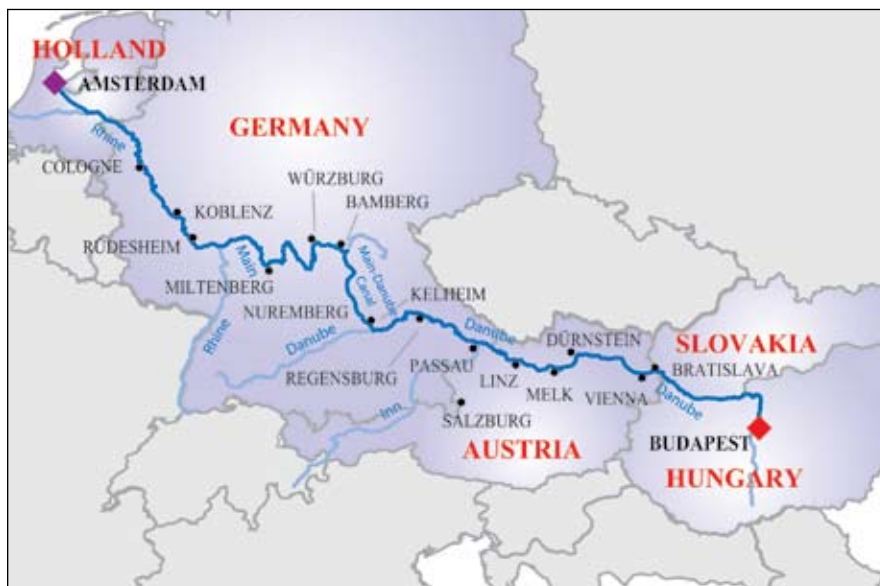 HOLLAND
AMSTERDAM
Rhine
GERMANY
COLOGNE
WÜRZBURG
BAMBERG
KOBLENZ
RÜDESHEIM
Main
Main-Danube
Canal
MILTENBERG
KELHEIM
NUREMBERG
Rhine
Danube
Danube
DÜRNSTEIN
SLOVAKIA
REGENSBURG
PASSAU
LINZ
MELK
VIENNA
BRATISLAVA
Danube
Inn
SALZBURG
AUSTRIA
BUDAPEST
HUNGARY